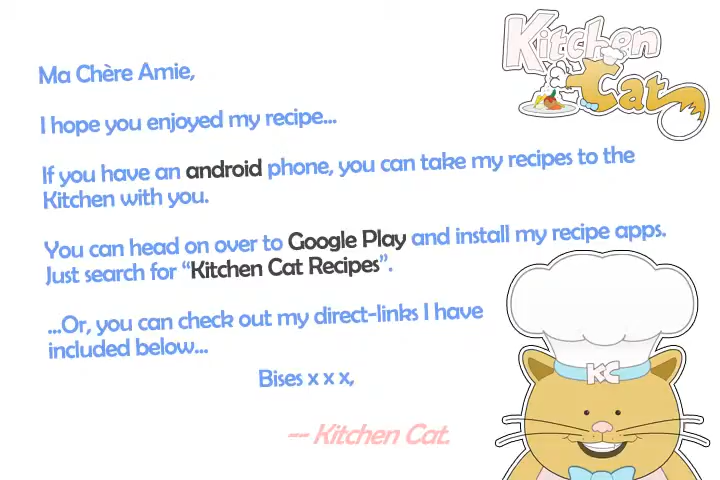 Kitchen
Cat
Ma Chère Amie,
I hope you enjoyed my recipe...
If you have an android phone, you can take my recipes to the
Kitchen with you.
You can head on over to Google Play and install my recipe apps.
Just search for “Kitchen Cat Recipes”.
...Or, you can check out my direct-links I have
included below...
Bises x x x,
-- Kitchen Cat.
KC